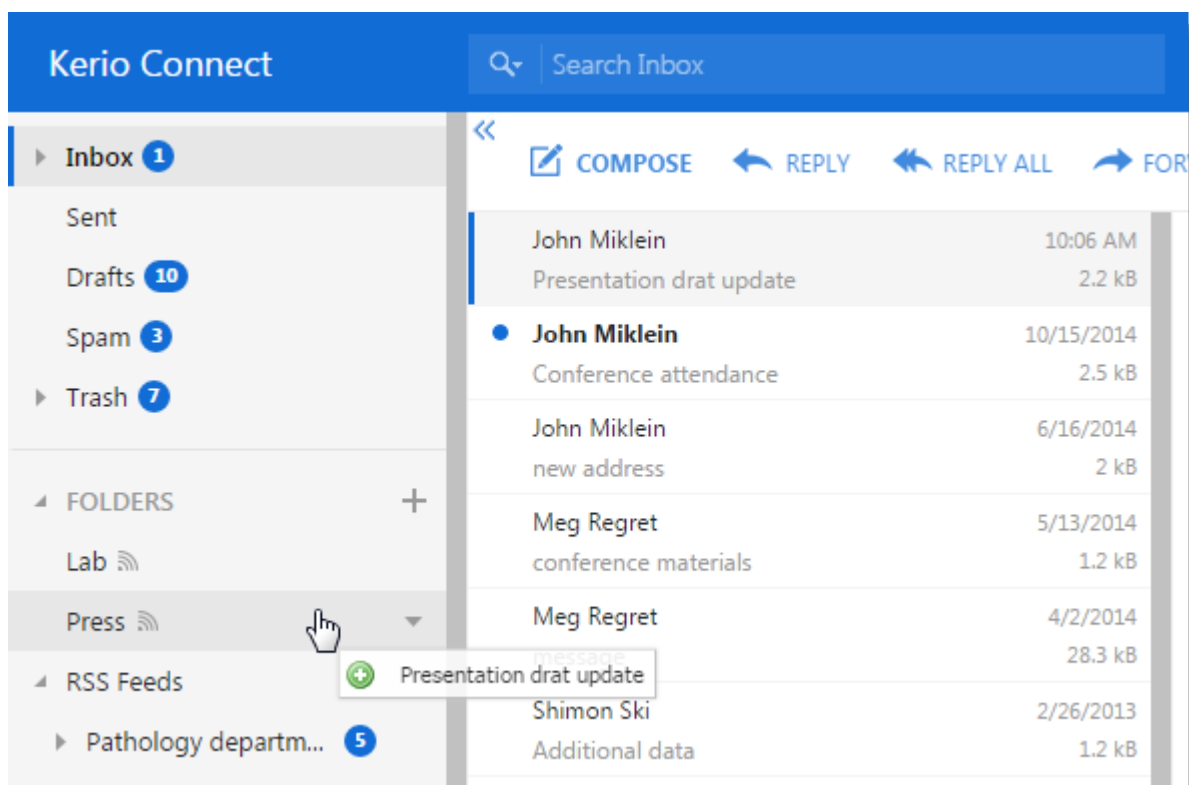 Kerio Connect
Search Inbox
Inbox 1
Sent
Drafts 10
Spam 3
Trash 7
FOLDERS
Lab
Press
RSS Feeds
Pathology departm... 5
COMPOSE REPLY REPLY ALL FOR
John Miklein 10:06 AM
Presentation drat update 2.2 kB
John Miklein 10/15/2014
Conference attendance 2.5 kB
John Miklein 6/16/2014
new address 2 kB
Meg Regret 5/13/2014
conference materials 1.2 kB
Meg Regret 4/2/2014
message 28.3 kB
Presentation drat update
Shimon Ski 2/26/2013
Additional data 1.2 kB